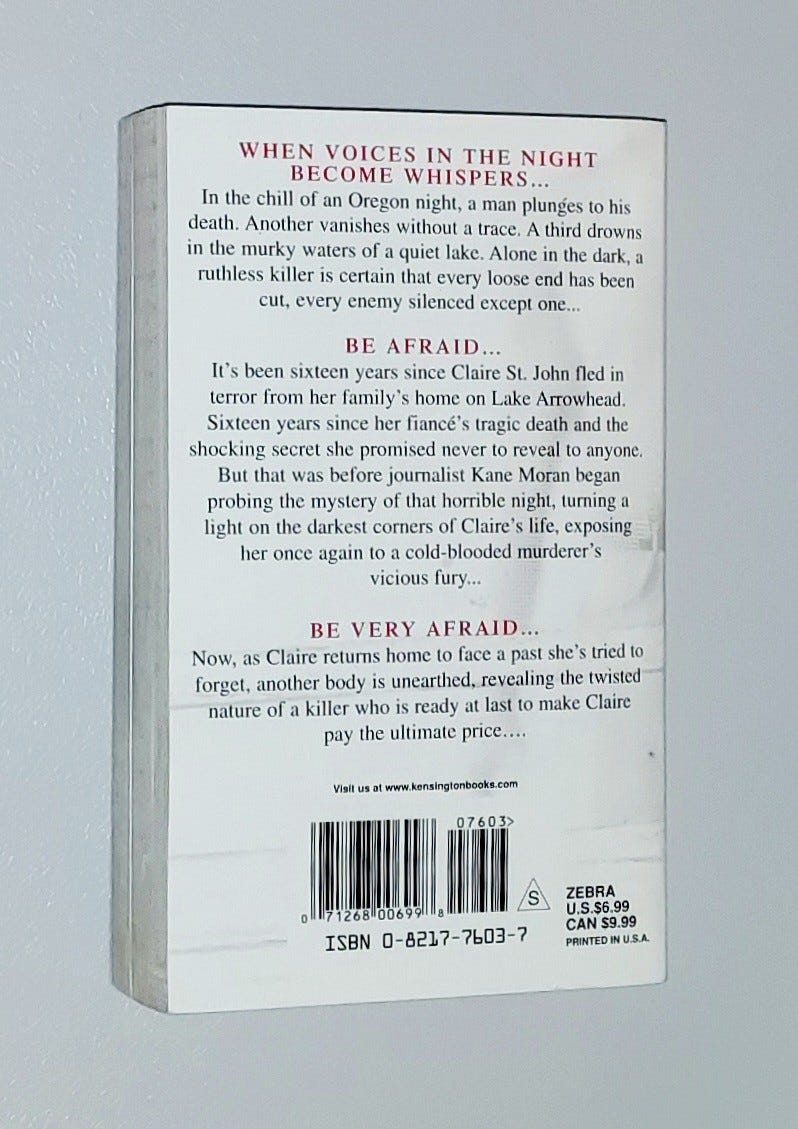 WHEN VOICES IN THE NIGHT
BECOME WHISPERS...
In the chill of an Oregon night, a man plunges to his
death. Another vanishes without a trace. A third drowns
in the murky waters of a quiet lake. Alone in the dark, a
ruthless killer is certain that every loose end has been
cut, every enemy silenced except one...
BE AFRAID...
It's been sixteen years since Claire St. John fled in
terror from her family's home on Lake Arrowhead.
Sixteen years since her fiancé's tragic death and the
shocking secret she promised never to reveal to anyone.
But that was before journalist Kane Moran began
probing the mystery of that horrible night, turning a
light on the darkest corners of Claire's life, exposing
her once again to a cold-blooded murderer's
vicious fury...
BE VERY AFRAID...
Now, as Claire returns home to face a past she's tried to
forget, another body is unearthed, revealing the twisted
nature of a killer who is ready at last to make Claire
pay the ultimate price....
Visit us at www.kensingtonbooks.com
07603>
0 71268 00699 8
ISBN 0-8217-7603-7
S
ZEBRA
U.S.$6.99
CAN $9.99
PRINTED IN U.S.A.